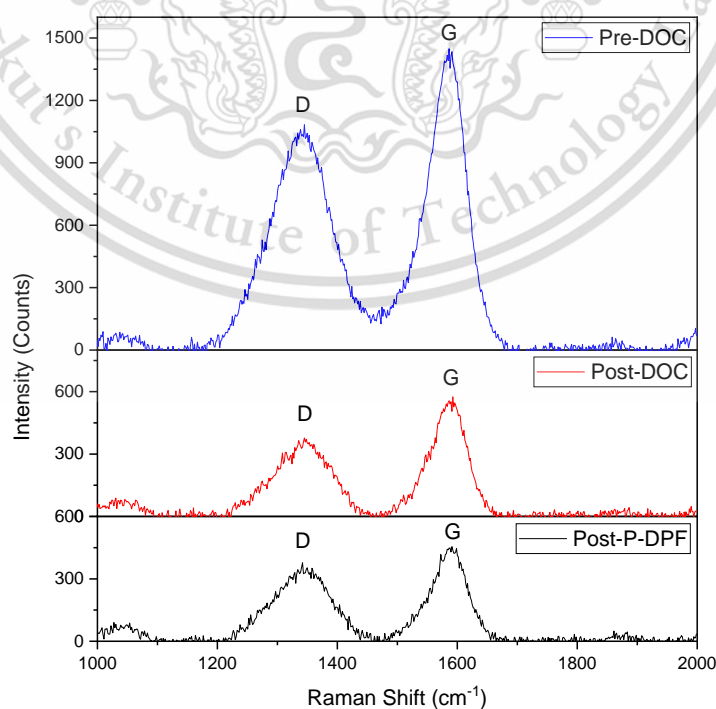 1500
1200
900
600
300
0
Pre-DOC
D
G
600
300
Post-DOC
D
G
600
300
0
Post-P-DPF
D
G
1000
1200
1400
1600
1800
2000
Intensity (Counts)
Raman Shift (cm⁻¹)
's Institute of Technology